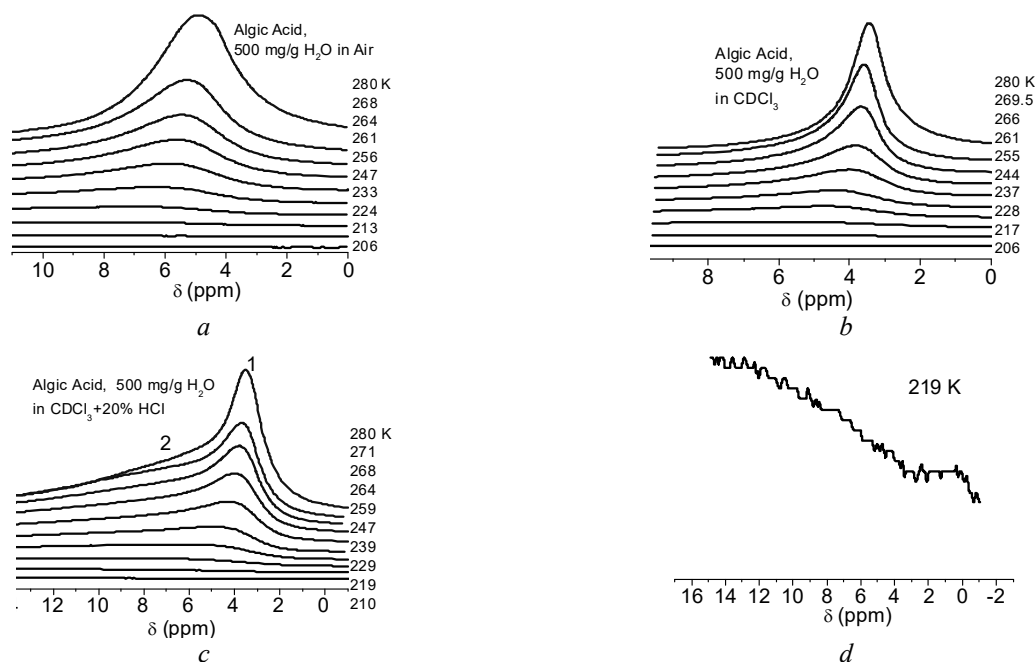 Algic Acid,
500 mg/g H₂O in Air
280 K
268
264
261
256
247
233
224
213
206
10 8 6 4 2 0
δ (ppm)
a
Algic Acid,
500 mg/g H₂O
in CDCl₃
280 K
269.5
266
261
255
244
237
228
217
206
8 6 4 2 0
δ (ppm)
b
1
Algic Acid, 500 mg/g H₂O
in CDCl₃+20% HCl
2
280 K
271
268
264
259
247
239
229
219
210
12 10 8 6 4 2 0
δ (ppm)
c
219 K
16 14 12 10 8 6 4 2 0 -2
δ (ppm)
d